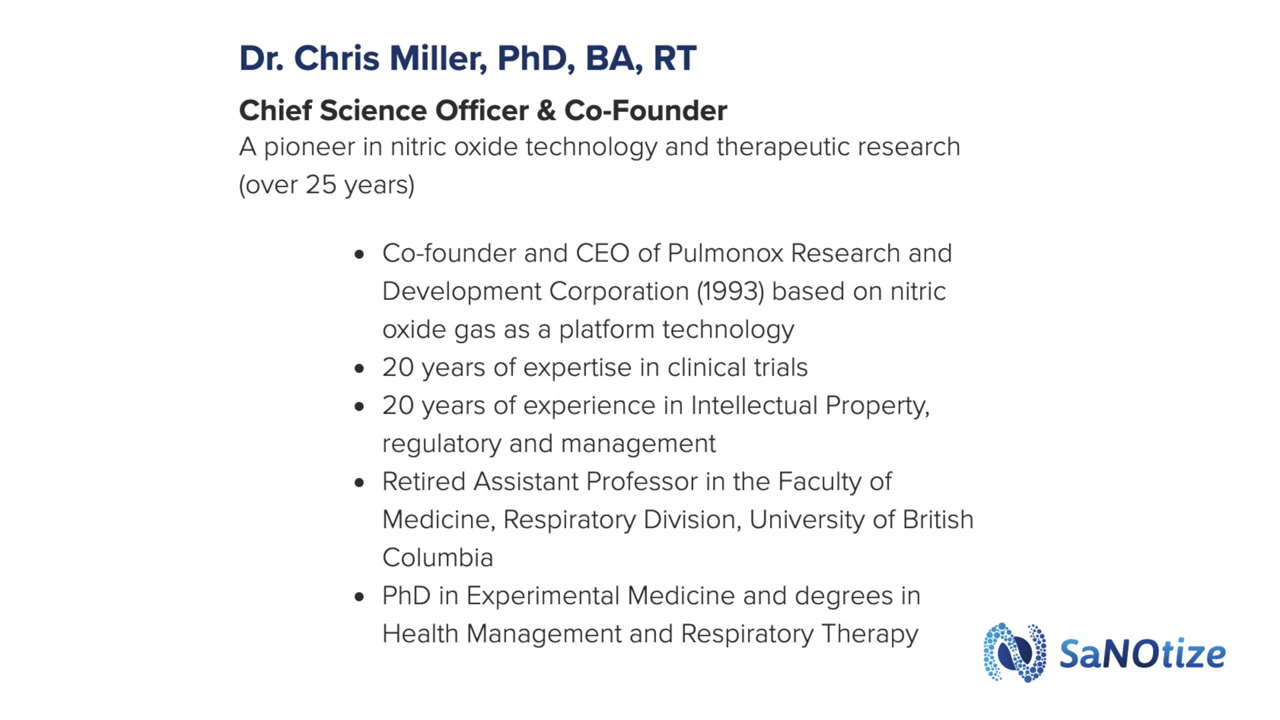 Dr. Chris Miller, PhD, BA, RT
Chief Science Officer & Co-Founder
A pioneer in nitric oxide technology and therapeutic research
(over 25 years)
• Co-founder and CEO of Pulmonox Research and
Development Corporation (1993) based on nitric
oxide gas as a platform technology
• 20 years of expertise in clinical trials
• 20 years of experience in Intellectual Property,
regulatory and management
• Retired Assistant Professor in the Faculty of
Medicine, Respiratory Division, University of British
Columbia
• PhD in Experimental Medicine and degrees in
Health Management and Respiratory Therapy
SaNOtize